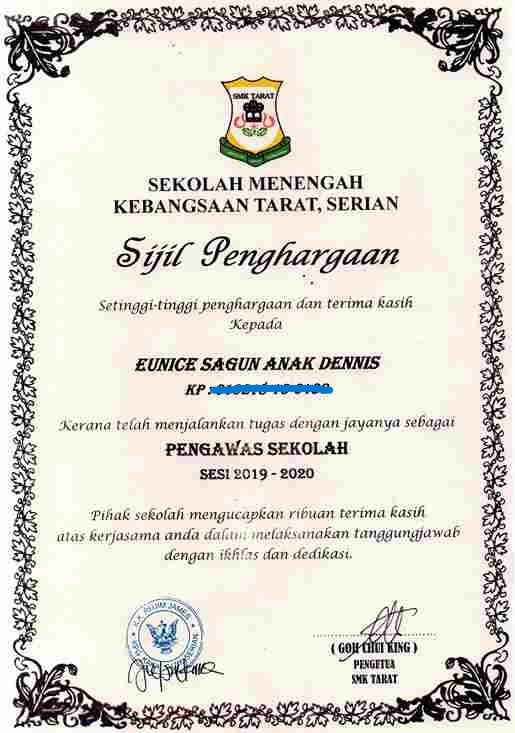 SMK TARAT
SEKOLAH MENENGAH
KEBANGSAAN TARAT, SERIAN
Sijil Penghargaan
Setinggi-tinggi penghargaan dan terima kasih
Kepada
EUNICE SAGUN ANAK DENNIS
KP :
Kerana telah menjalankan tugas dengan jayanya sebagai
PENGAWAS SEKOLAH
SESI 2019 - 2020
Pihak sekolah mengucapkan ribuan terima kasih
atas kerjasama anda dalam melaksanakan tanggungjawab
dengan ikhlas dan dedikasi.
JAMES
SERIAN
( GOH CHUI KING )
PENGETUA
SMK TARAT